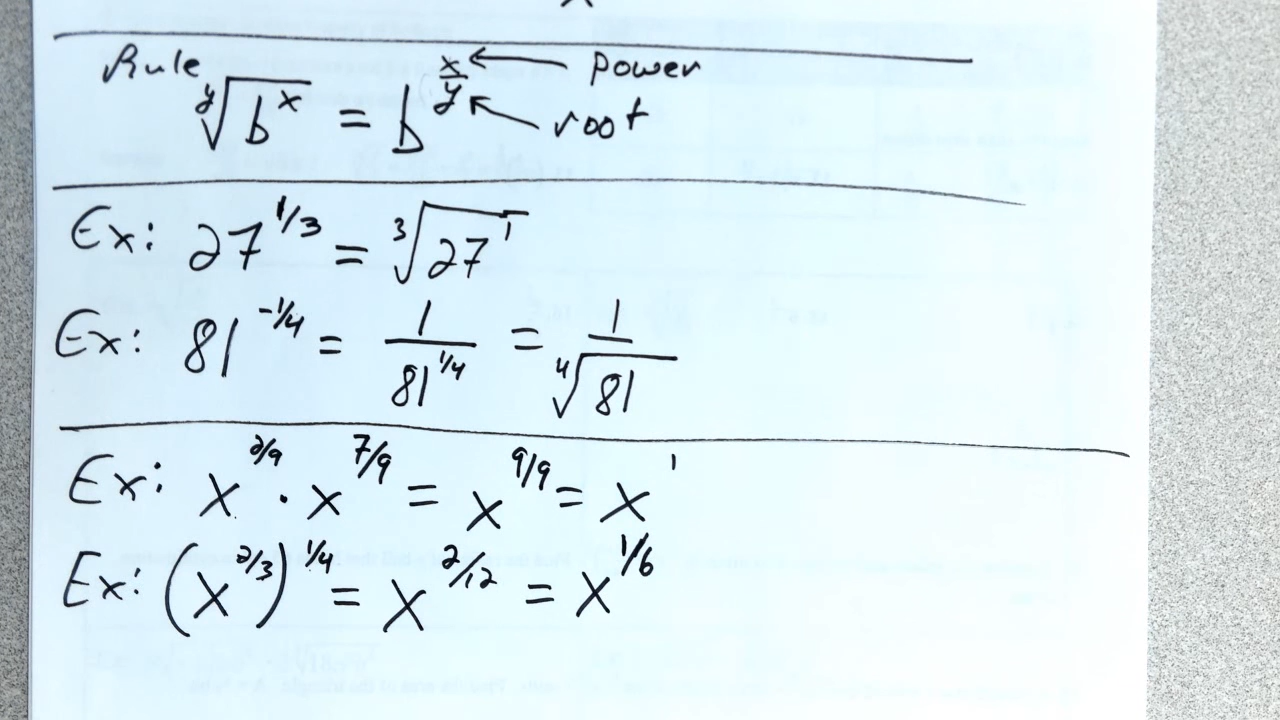 Rule
ʸ√(bˣ) = b^(x/y) ← power
← root
Ex: 27^(1/3) = ³√(27¹)
Ex: 81^(-1/4) = 1/(81^(1/4)) = 1/(⁴√81)
Ex: x^(2/9) · x^(7/9) = x^(9/9) = x¹
Ex: (x^(2/3))^(1/4) = x^(2/12) = x^(1/6)